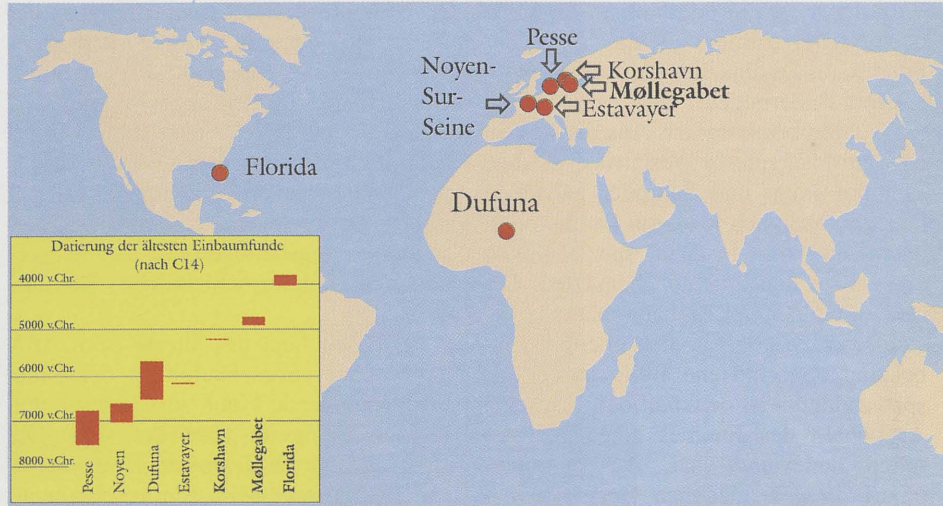 Pesse
Noyen-
Sur-
Seine
Korshavn
Møllegabet
Estavayer
Florida
Dufuna
Datierung der ältesten Einbaumfunde
(nach C14)
4000 v.Chr.
5000 v.Chr.
6000 v.Chr.
7000 v.Chr.
8000 v.Chr.
Pesse
Noyen
Dufuna
Estavayer
Korshavn
Møllegabet
Florida